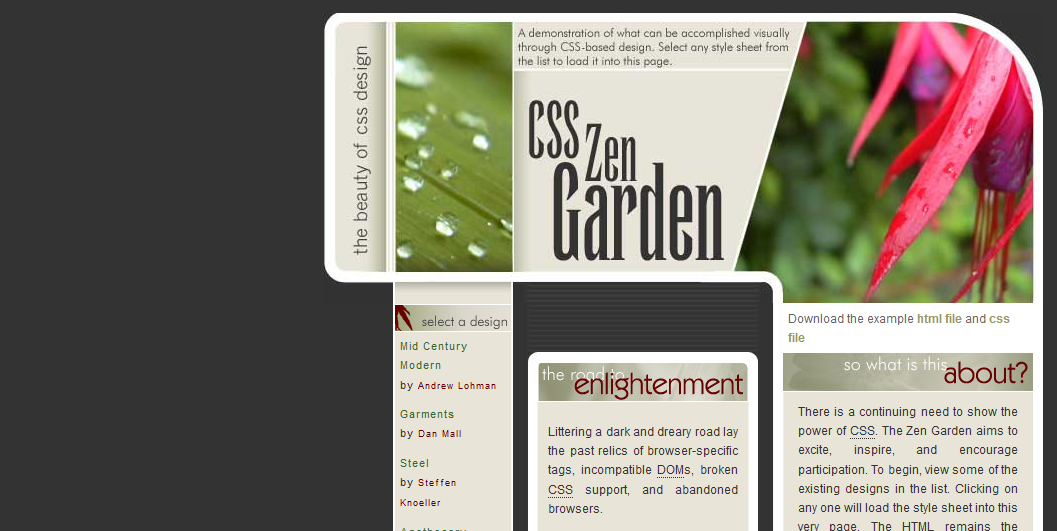 the beauty of css design
A demonstration of what can be accomplished visually
through CSS-based design. Select any style sheet from
the list to load it into this page.
CSS
Zen
Garden
select a design
Mid Century
Modern
by Andrew Lohman
Garments
by Dan Mall
Steel
by Steffen
Knoeller
Apothecary
the road to
enlightenment
Littering a dark and dreary road lay
the past relics of browser-specific
tags, incompatible DOMs, broken
CSS support, and abandoned
browsers.
Download the example html file and css
file
so what is this
about?
There is a continuing need to show the
power of CSS. The Zen Garden aims to
excite, inspire, and encourage
participation. To begin, view some of the
existing designs in the list. Clicking on
any one will load the style sheet into this
very page. The HTML remains the